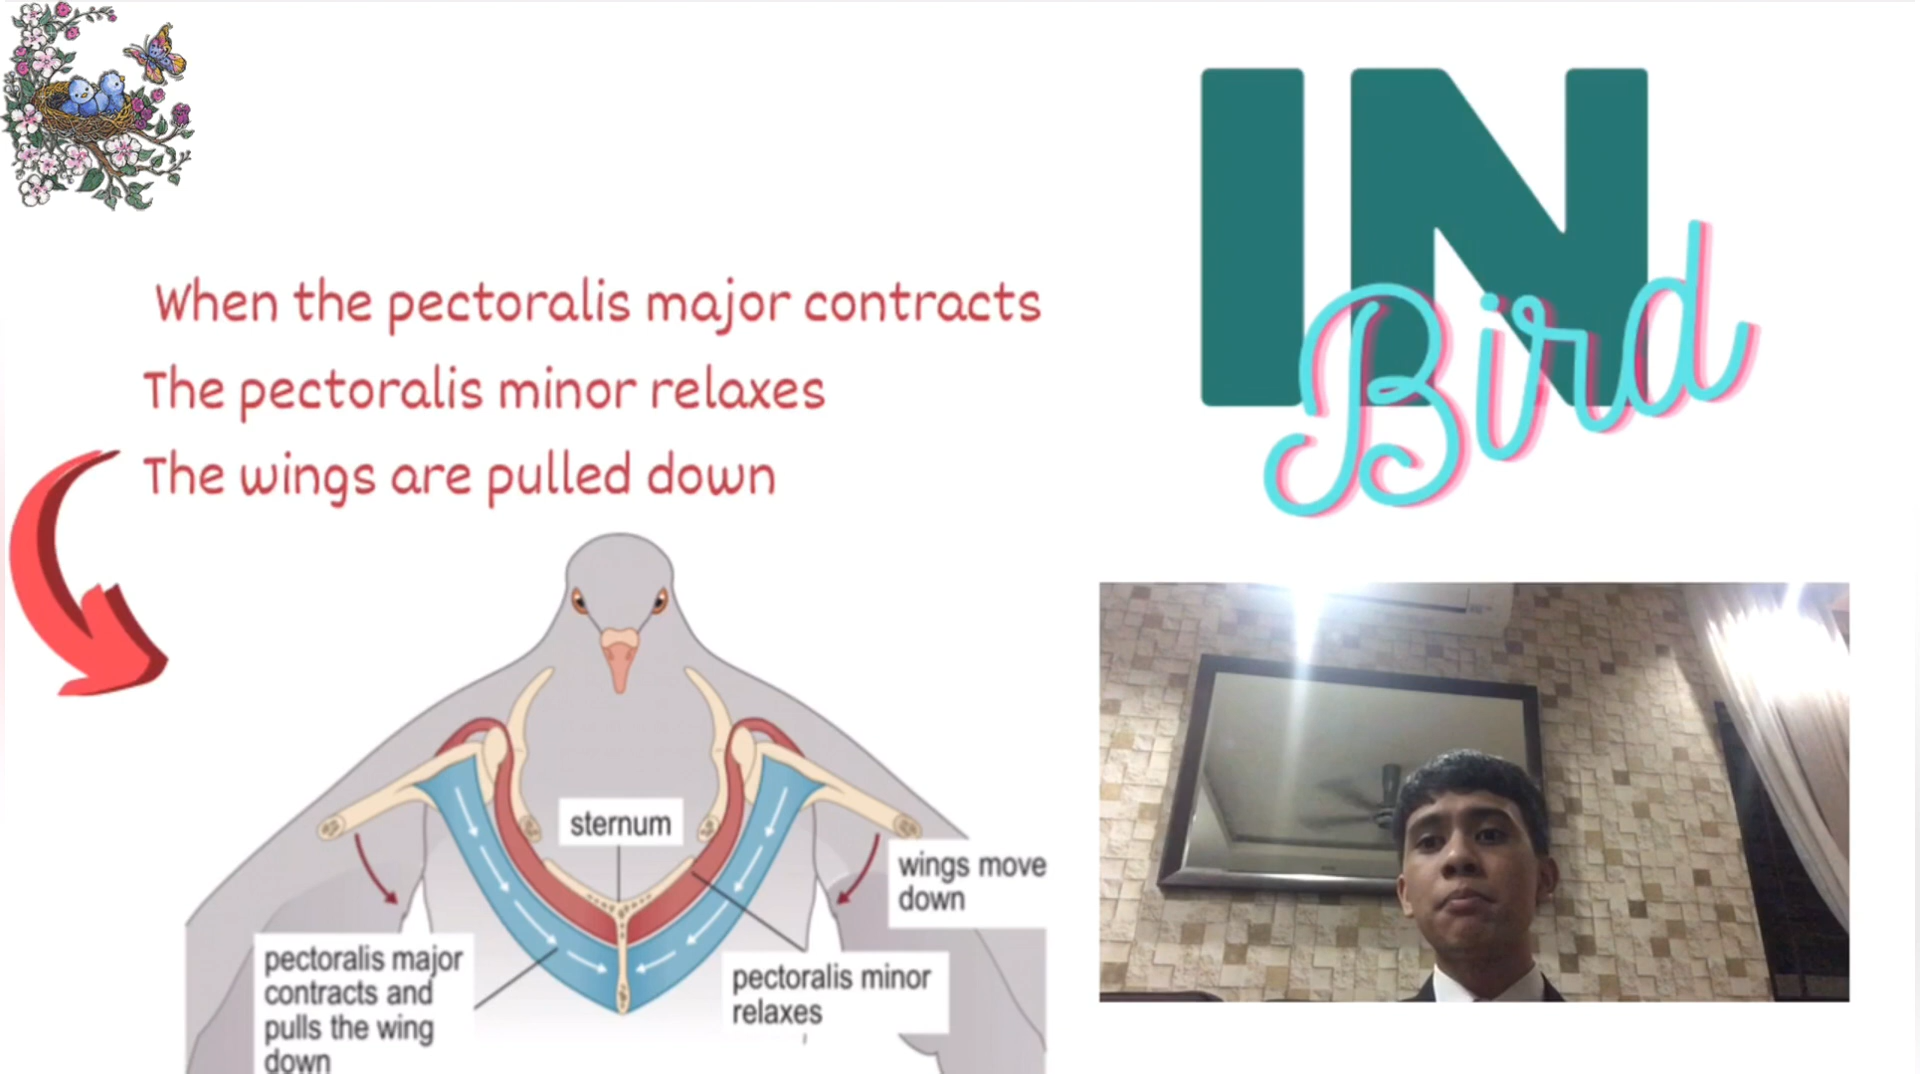 IN
Bird
When the pectoralis major contracts
The pectoralis minor relaxes
The wings are pulled down
sternum
wings move
down
pectoralis major
contracts and
pulls the wing
down
pectoralis minor
relaxes